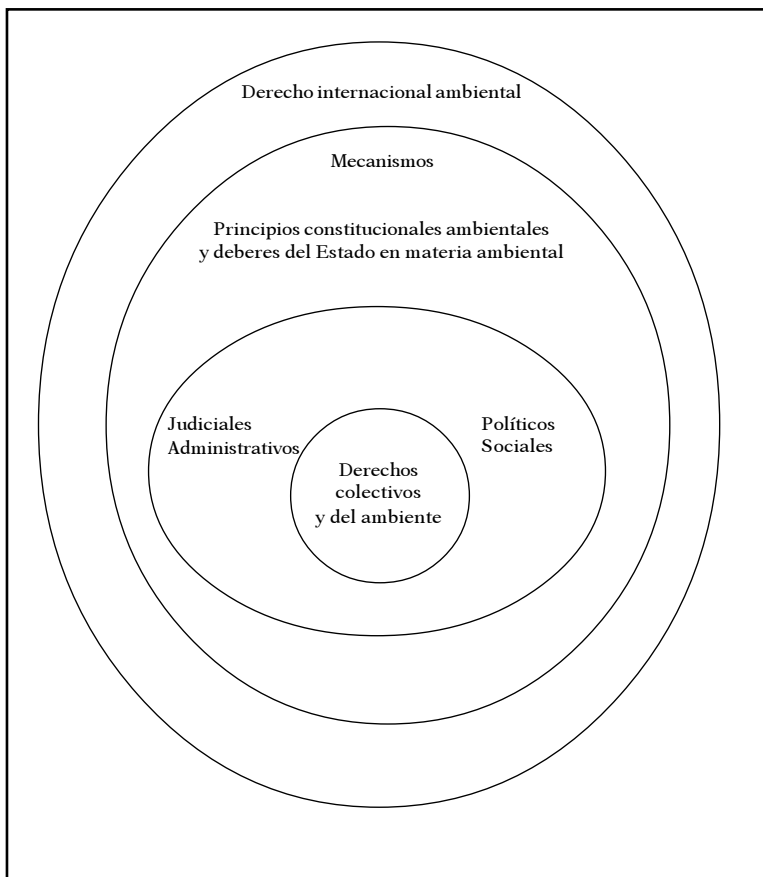 Derecho internacional ambiental
Mecanismos
Principios constitucionales ambientales
y deberes del Estado en materia ambiental
Judiciales
Administrativos
Políticos
Sociales
Derechos
colectivos
y del ambiente